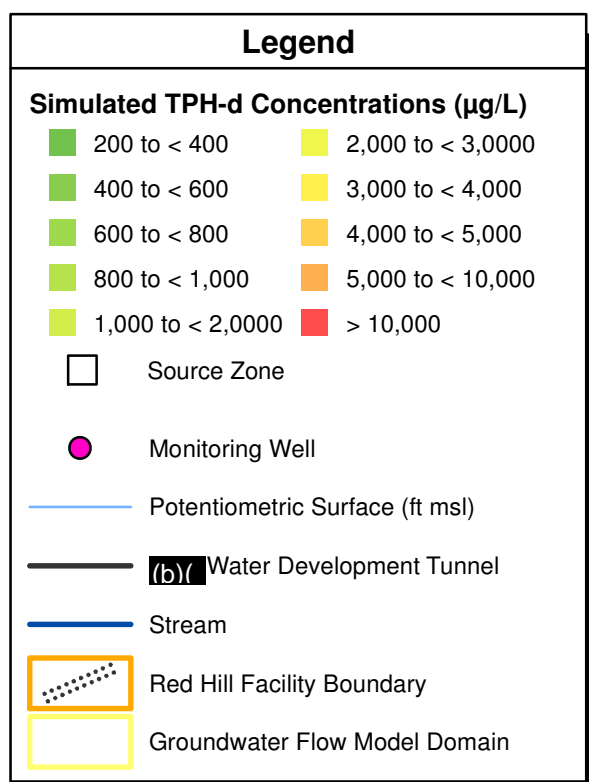 Legend
Simulated TPH-d Concentrations (µg/L)
200 to < 400
2,000 to < 3,0000
400 to < 600
3,000 to < 4,000
600 to < 800
4,000 to < 5,000
800 to < 1,000
5,000 to < 10,000
1,000 to < 2,0000
> 10,000
Source Zone
Monitoring Well
Potentiometric Surface (ft msl)
(b)( Water Development Tunnel
Stream
Red Hill Facility Boundary
Groundwater Flow Model Domain